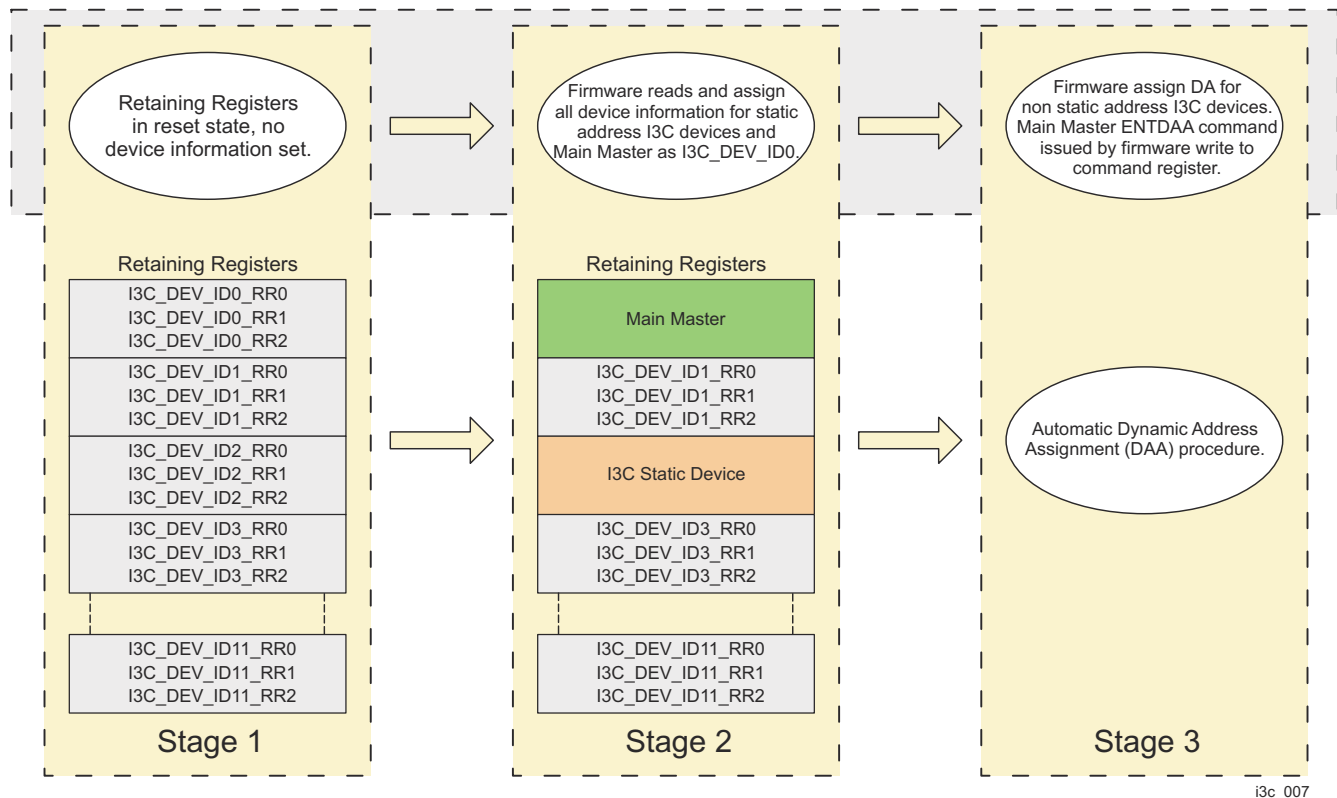 Retaining Registers
in reset state, no
device information set.
Firmware reads and assign
all device information for static
address I3C devices and
Main Master as I3C_DEV_ID0.
Firmware assign DA for
non static address I3C devices.
Main Master ENTDAA command
issued by firmware write to
command register.
Retaining Registers
I3C_DEV_ID0_RR0
I3C_DEV_ID0_RR1
I3C_DEV_ID0_RR2
I3C_DEV_ID1_RR0
I3C_DEV_ID1_RR1
I3C_DEV_ID1_RR2
I3C_DEV_ID2_RR0
I3C_DEV_ID2_RR1
I3C_DEV_ID2_RR2
I3C_DEV_ID3_RR0
I3C_DEV_ID3_RR1
I3C_DEV_ID3_RR2
I3C_DEV_ID11_RR0
I3C_DEV_ID11_RR1
I3C_DEV_ID11_RR2
Stage 1
Retaining Registers
Main Master
I3C_DEV_ID1_RR0
I3C_DEV_ID1_RR1
I3C_DEV_ID1_RR2
I3C Static Device
I3C_DEV_ID3_RR0
I3C_DEV_ID3_RR1
I3C_DEV_ID3_RR2
I3C_DEV_ID11_RR0
I3C_DEV_ID11_RR1
I3C_DEV_ID11_RR2
Stage 2
Automatic Dynamic Address
Assignment (DAA) procedure.
Stage 3
i3c_007